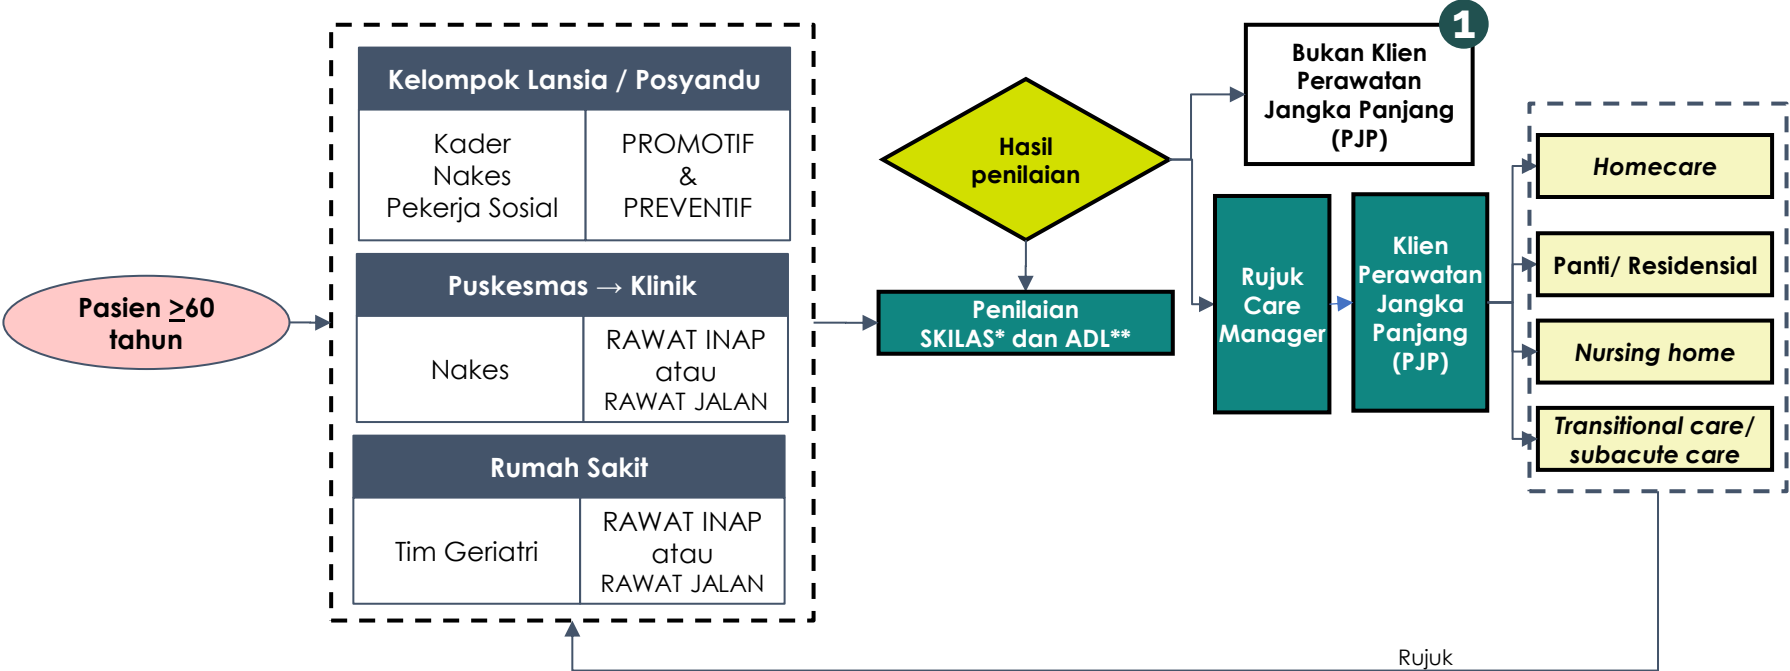 Pasien ≥60
tahun
Kelompok Lansia / Posyandu
Kader
Nakes
Pekerja Sosial
PROMOTIF
&
PREVENTIF
Puskesmas → Klinik
Nakes
RAWAT INAP
atau
RAWAT JALAN
Rumah Sakit
Tim Geriatri
RAWAT INAP
atau
RAWAT JALAN
Hasil
penilaian
Penilaian
SKILAS* dan ADL**
1
Bukan Klien
Perawatan
Jangka Panjang
(PJP)
Rujuk
Care
Manager
Klien
Perawatan
Jangka
Panjang
(PJP)
Homecare
Panti/ Residensial
Nursing home
Transitional care/
subacute care
Rujuk